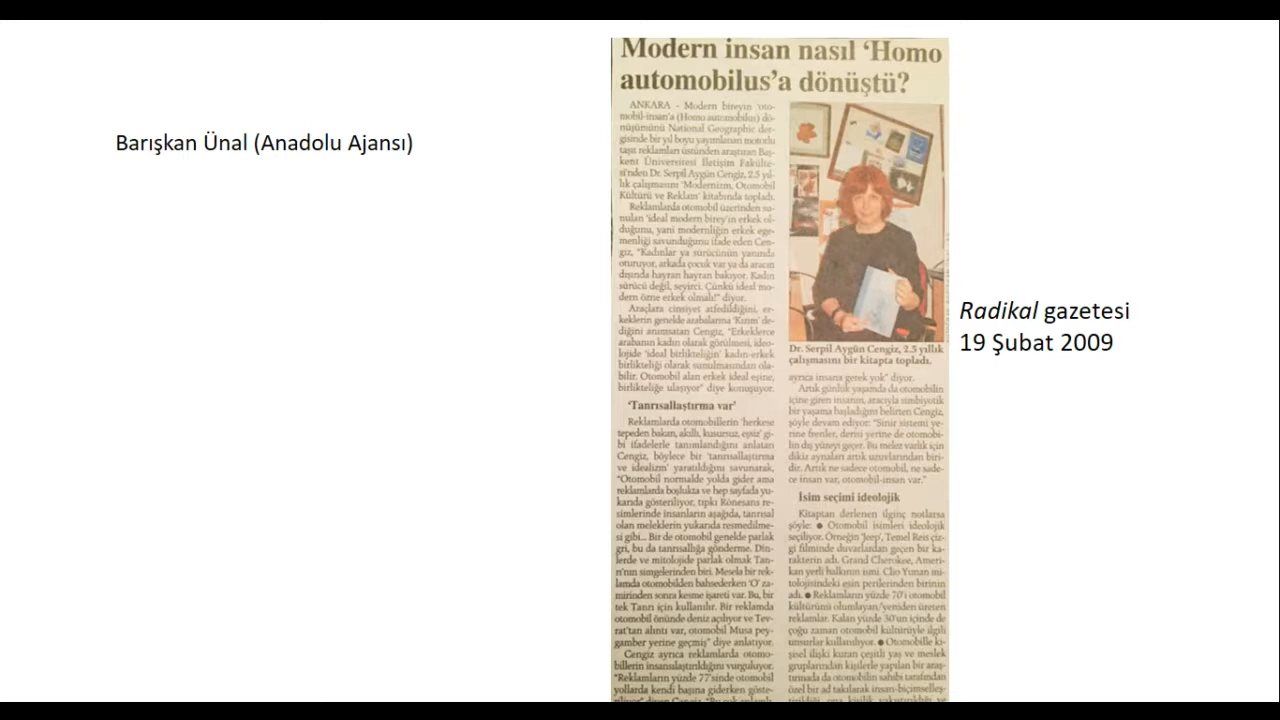 Barışkan Ünal (Anadolu Ajansı)
Modern insan nasıl ‘Homo
automobilus’a dönüştü?
ANKARA - Modern bireyin ‘oto-
mobil-insan’a (Homo automobilus) dö-
nüşümünü National Geographic der-
gisinde bir yıl boyu yayımlanan motorlu
taşıt reklamları üstünden araştıran Baş-
kent Üniversitesi İletişim Fakülte-
si’nden Dr. Serpil Aygün Cengiz, 2.5 yıl-
lık çalışmasını ‘Modernizm, Otomobil
Kültürü ve Reklam’ kitabında topladı.
Reklamlarda otomobil üzerinden su-
nulan ‘ideal modern birey’in erkek ol-
duğunu, yani modernliğin erkek ege-
menliği savunduğunu ifade eden Cen-
giz, “Kadınlar ya sürücünün yanında
oturuyor, arkada çocuk var ya da aracın
dışında hayran hayran bakıyor. Kadın
sürücü değil, seyirci. Çünkü ideal mo-
dern özne erkek olmalı!” diyor.
Araçlara cinsiyet atfedildiğini, er-
keklerin genelde arabalarına ‘Kızım’ de-
diğini anımsatan Cengiz, “Erkeklerce
arabanın kadın olarak görülmesi, ideo-
lojide ‘ideal birlikteliğin’ kadın-erkek
birlikteliği olarak sunulmasından ola-
bilir. Otomobil alan erkek ideal eşine,
birlikteliğe ulaşıyor” diye konuşuyor.
‘Tanrısallaştırma var’
Reklamlarda otomobillerin ‘herkese
tepeden bakan, akıllı, kusursuz, eşsiz’ gi-
bi ifadelerle tanımlandığını anlatan
Cengiz, böylece bir ‘tanrısallaştırma
ve idealizm’ yaratıldığını savunarak,
“Otomobil normalde yolda gider ama
reklamlarda boşlukta ve hep sayfada yu-
karıda gösteriliyor, tıpkı Rönesans re-
simlerinde insanların aşağıda, tanrısal
olan meleklerin yukarıda resmedilme-
si gibi... Bir de otomobil genelde parlak
gri, bu da tanrısallığa gönderme. Din-
lerde ve mitolojide parlak olmak Tan-
rı’nın simgelerinden biri. Mesela bir rek-
lamda otomobilden bahsederken ‘O’ za-
mirinden sonra kesme işareti var. Bu, bir
tek Tanrı için kullanılır. Bir reklamda
otomobil önünde deniz açılıyor ve Tev-
rat’tan alıntı var, otomobil Musa pey-
gamber yerine geçmiş” diye anlatıyor.
Cengiz ayrıca reklamlarda otomo-
billerin insansılaştırıldığını vurguluyor.
“Reklamların yüzde 77’sinde otomobil
yollarda kendi başına giderken göste-
Dr. Serpil Aygün Cengiz, 2.5 yıllık
çalışmasını bir kitapta topladı.
ayrıca insana gerek yok” diyor.
Artık günlük yaşamda da otomobilin
içine giren insanın, aracıyla simbiyotik
bir yaşama başladığını belirten Cengiz,
şöyle devam ediyor: “Sinir sistemi ye-
rine frenler, derisi yerine de otomobi-
lin dış yüzeyi geçer. Bu melez varlık için
dikiz aynaları artık uzuvlarından biri-
dir. Artık ne sadece otomobil, ne sade-
ce insan var, otomobil-insan var.”
İsim seçimi ideolojik
Kitaptan derlenen ilginç notlarsa
şöyle: ● Otomobil isimleri ideolojik
seçiliyor. Örneğin ‘Jeep’, Temel Reis çiz-
gi filminde duvarlardan geçen bir ka-
rakterin adı. Grand Cherokee, Ameri-
kan yerli halkının ismi. Clio Yunan mi-
tolojisindeki esin perilerinden birinin
adı. ● Reklamların yüzde 70’i otomobil
kültürünü olumlayan/yeniden üreten
reklamlar. Kalan yüzde 30’un içinde de
çoğu zaman otomobil kültürüyle ilgili
unsurlar kullanılıyor. ● Otomobille ki-
şisel ilişki kuran çeşitli yaş ve meslek
gruplarından kişilerle yapılan bir araş-
tırmada da otomobilin sahibi tarafından
özel bir ad takılarak insan-biçimselleş-
Radikal gazetesi
19 Şubat 2009